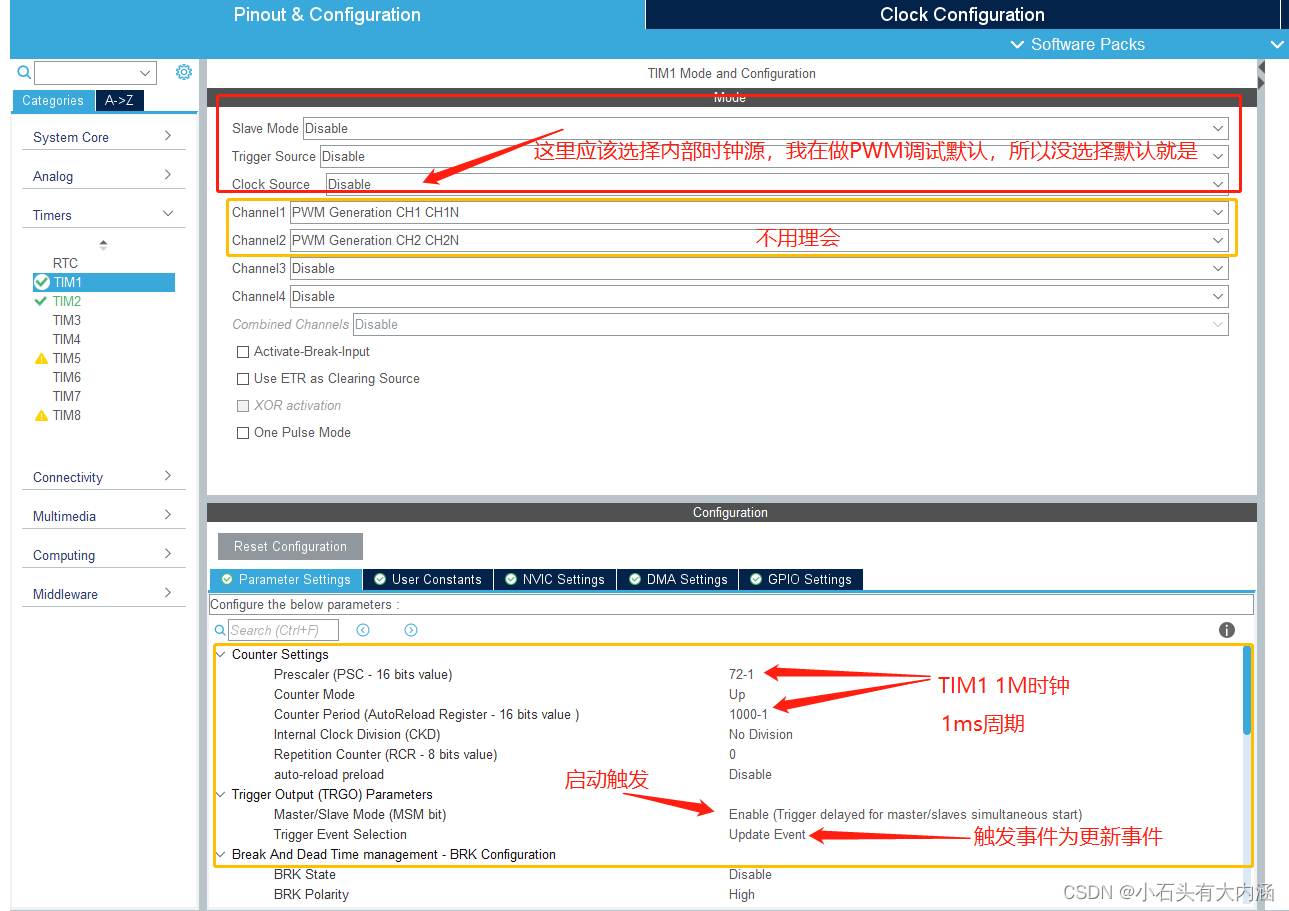 Pinout & Configuration
Clock Configuration
Software Packs
Categories
A->Z
System Core
Analog
Timers
RTC
TIM1
TIM2
TIM3
TIM4
TIM5
TIM6
TIM7
TIM8
Connectivity
Multimedia
Computing
Middleware
TIM1 Mode and Configuration
Mode
Slave Mode Disable
Trigger Source Disable
这里应该选择内部时钟源，我在做PWM调试默认，所以没选择默认就是
Clock Source Disable
Channel1 PWM Generation CH1 CH1N
Channel2 PWM Generation CH2 CH2N
不用埋会
Channel3 Disable
Channel4 Disable
Combined Channels Disable
Activate-Break-Input
Use ETR as Clearing Source
XOR activation
One Pulse Mode
Configuration
Reset Configuration
Parameter Settings
User Constants
NVIC Settings
DMA Settings
GPIO Settings
Configure the below parameters :
Search (Ctrl+F)
Counter Settings
Prescaler (PSC - 16 bits value) 72-1
Counter Mode Up
Counter Period (AutoReload Register - 16 bits value ) 1000-1
Internal Clock Division (CKD) No Division
Repetition Counter (RCR - 8 bits value) 0
auto-reload preload Disable
TIM1 1M时钟
1ms周期
Trigger Output (TRGO) Parameters
启动触发
Master/Slave Mode (MSM bit) Enable (Trigger delayed for master/slaves simultaneous start)
Trigger Event Selection Update Event
触发事件为更新事件
Break And Dead Time management - BRK Configuration
BRK State Disable
BRK Polarity High
CSDN @小石头有大内涵